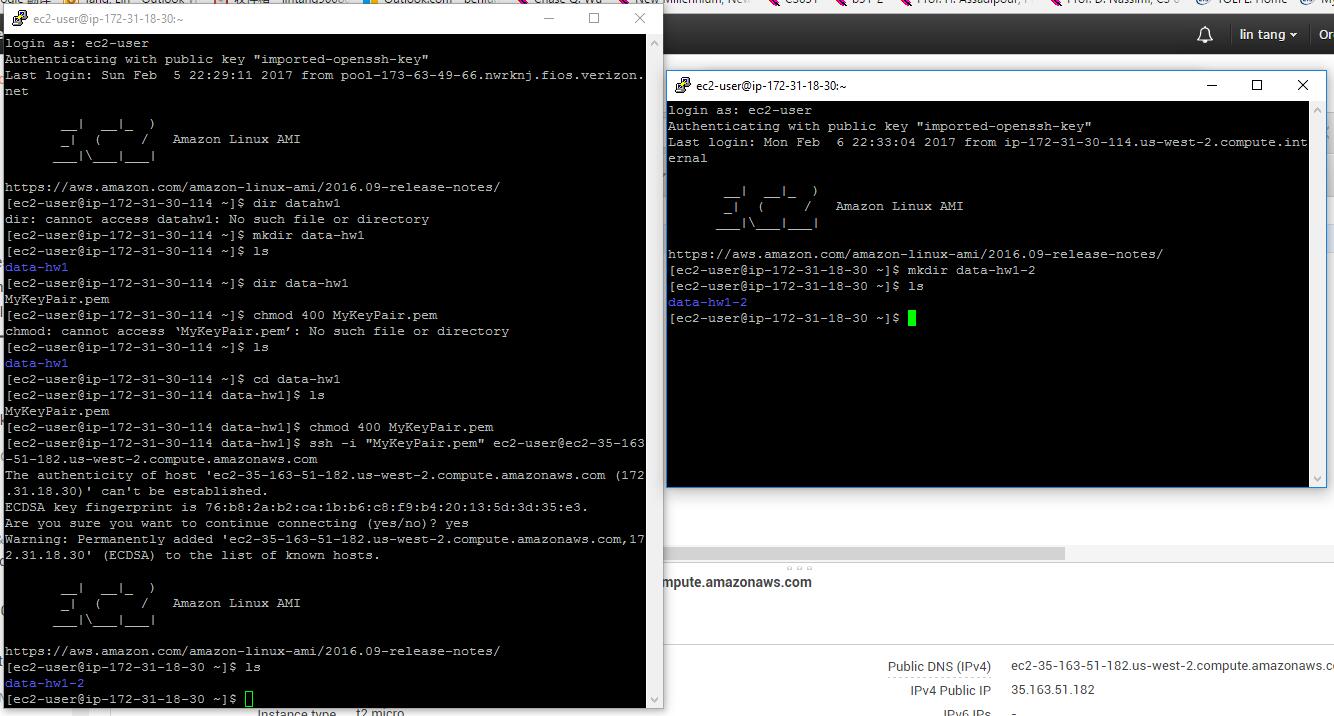 ec2-user@ip-172-31-18-30:~
login as: ec2-user
Authenticating with public key "imported-openssh-key"
Last login: Sun Feb  5 22:29:11 2017 from pool-173-63-49-66.nwrknj.fios.verizon.
net
       __|  __|_  )
       _|  (     /   Amazon Linux AMI
      ___|\___|___|
https://aws.amazon.com/amazon-linux-ami/2016.09-release-notes/
[ec2-user@ip-172-31-30-114 ~]$ dir datahw1
dir: cannot access datahw1: No such file or directory
[ec2-user@ip-172-31-30-114 ~]$ mkdir data-hw1
[ec2-user@ip-172-31-30-114 ~]$ ls
data-hw1
[ec2-user@ip-172-31-30-114 ~]$ dir data-hw1
MyKeyPair.pem
[ec2-user@ip-172-31-30-114 ~]$ chmod 400 MyKeyPair.pem
chmod: cannot access ‘MyKeyPair.pem’: No such file or directory
[ec2-user@ip-172-31-30-114 ~]$ ls
data-hw1
[ec2-user@ip-172-31-30-114 ~]$ cd data-hw1
[ec2-user@ip-172-31-30-114 data-hw1]$ ls
MyKeyPair.pem
[ec2-user@ip-172-31-30-114 data-hw1]$ chmod 400 MyKeyPair.pem
[ec2-user@ip-172-31-30-114 data-hw1]$ ssh -i "MyKeyPair.pem" ec2-user@ec2-35-163
-51-182.us-west-2.compute.amazonaws.com
The authenticity of host 'ec2-35-163-51-182.us-west-2.compute.amazonaws.com (172
.31.18.30)' can't be established.
ECDSA key fingerprint is 76:b8:2a:b2:ca:1b:b6:c8:f9:b4:20:13:5d:3d:35:e3.
Are you sure you want to continue connecting (yes/no)? yes
Warning: Permanently added 'ec2-35-163-51-182.us-west-2.compute.amazonaws.com,17
2.31.18.30' (ECDSA) to the list of known hosts.
       __|  __|_  )
       _|  (     /   Amazon Linux AMI
      ___|\___|___|
https://aws.amazon.com/amazon-linux-ami/2016.09-release-notes/
[ec2-user@ip-172-31-18-30 ~]$ ls
data-hw1-2
[ec2-user@ip-172-31-18-30 ~]$
lin tang
ec2-user@ip-172-31-18-30:~
login as: ec2-user
Authenticating with public key "imported-openssh-key"
Last login: Mon Feb  6 22:33:04 2017 from ip-172-31-30-114.us-west-2.compute.int
ernal
       __|  __|_  )
       _|  (     /   Amazon Linux AMI
      ___|\___|___|
https://aws.amazon.com/amazon-linux-ami/2016.09-release-notes/
[ec2-user@ip-172-31-18-30 ~]$ mkdir data-hw1-2
[ec2-user@ip-172-31-18-30 ~]$ ls
data-hw1-2
[ec2-user@ip-172-31-18-30 ~]$
mpute.amazonaws.com
Public DNS (IPv4) ec2-35-163-51-182.us-west-2.compute.amazonaws.c
IPv4 Public IP 35.163.51.182
IPv6 IPs -
Instance type t2.micro